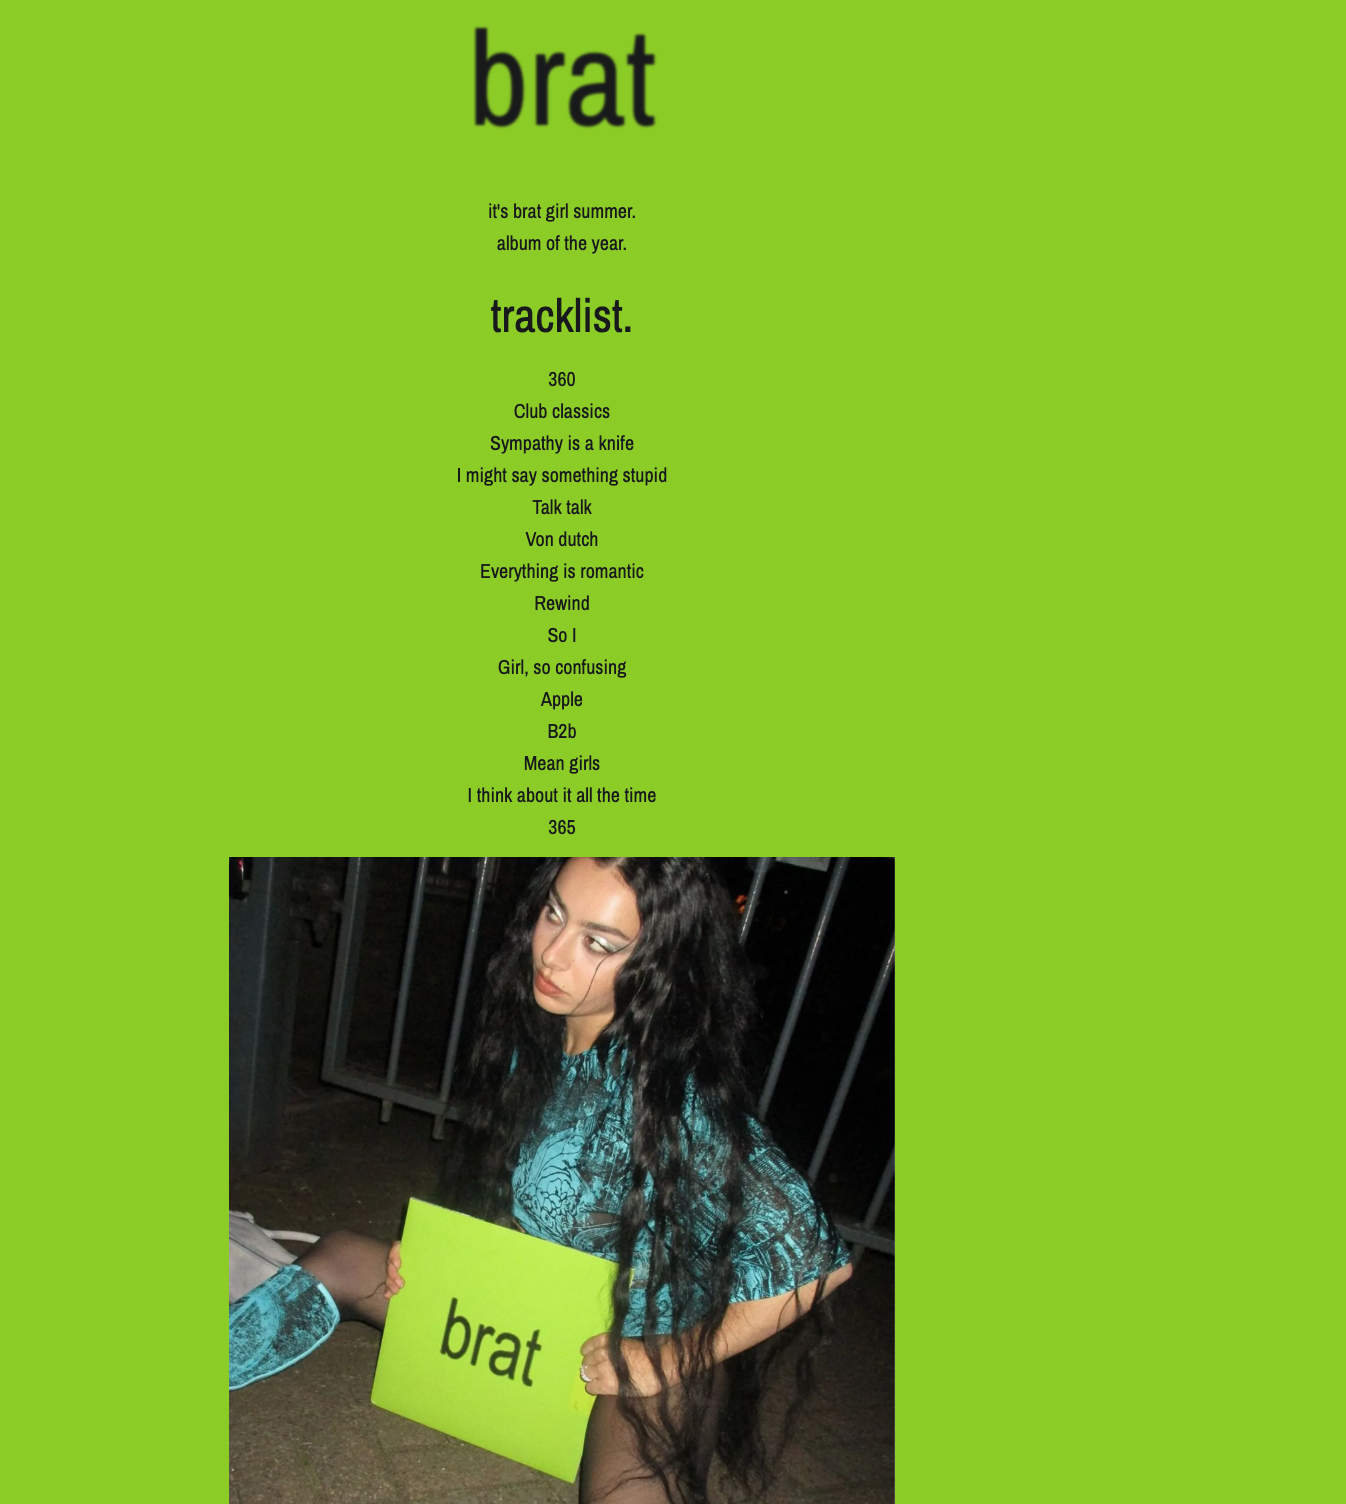 brat
it's brat girl summer.
album of the year.
tracklist.
360
Club classics
Sympathy is a knife
I might say something stupid
Talk talk
Von dutch
Everything is romantic
Rewind
So I
Girl, so confusing
Apple
B2b
Mean girls
I think about it all the time
365
brat